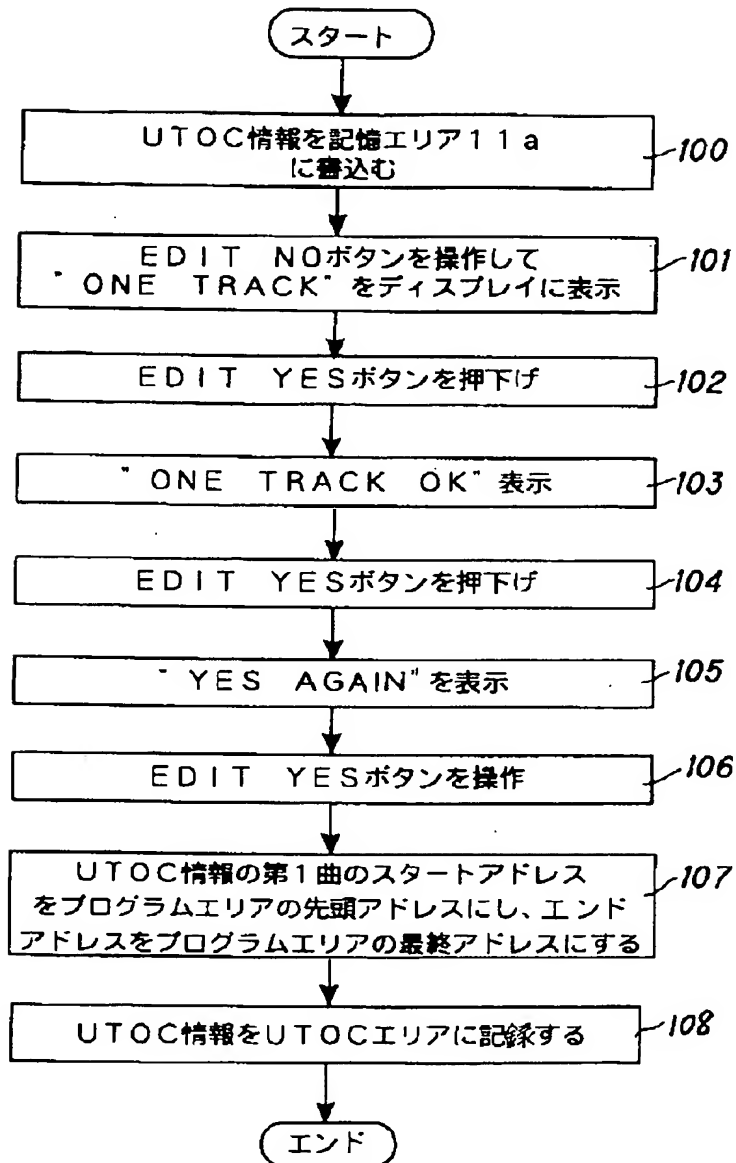 スタート
UTOC情報を記憶エリア11a
に書込む
100
EDIT NOボタンを操作して
"ONE TRACK"をディスプレイに表示
101
EDIT YESボタンを押下げ
102
"ONE TRACK OK"表示
103
EDIT YESボタンを押下げ
104
"YES AGAIN"を表示
105
EDIT YESボタンを操作
106
UTOC情報の第1曲のスタートアドレス
をプログラムエリアの先頭アドレスにし、エンド
アドレスをプログラムエリアの最終アドレスにする
107
UTOC情報をUTOCエリアに記録する
108
エンド